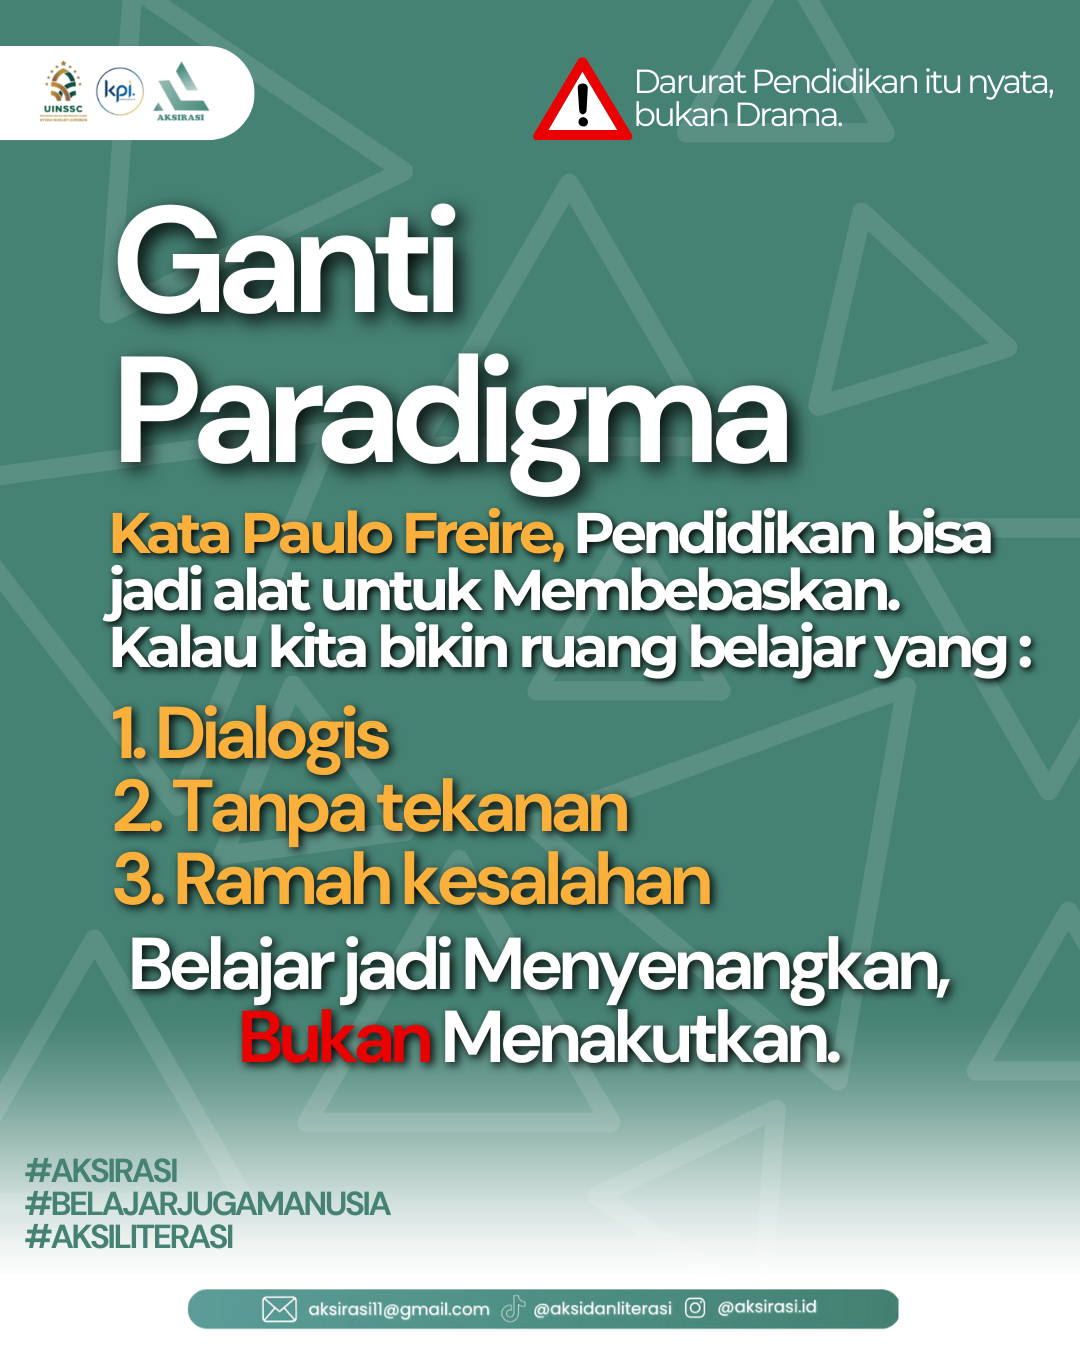 UINSSC
kpi.
AKSIRASI
Darurat Pendidikan itu nyata,
bukan Drama.
Ganti
Paradigma
Kata Paulo Freire, Pendidikan bisa
jadi alat untuk Membebaskan.
Kalau kita bikin ruang belajar yang :
1. Dialogis
2. Tanpa tekanan
3. Ramah kesalahan
Belajar jadi Menyenangkan,
Bukan Menakutkan.
#AKSIRASI
#BELAJARJUGAMANUSIA
#AKSILITERASI
aksirasi11@gmail.com @aksidanliterasi @aksirasi.id